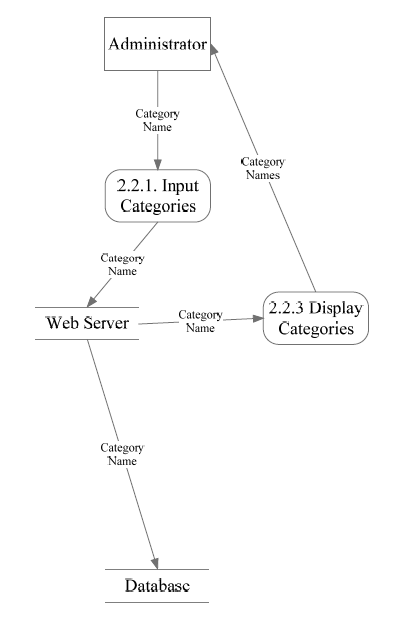 Administrator
Category
Name
Category
Names
2.2.1. Input
Categories
Category
Name
Web Server
Category
Name
2.2.3 Display
Categories
Category
Name
Database